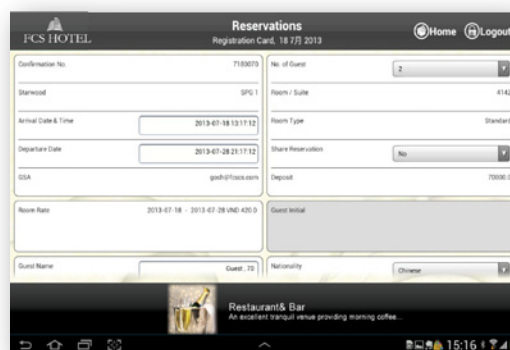 FCS HOTEL
Reservations
Registration Card, 18 7月 2013
Home
Logout
Confirmation No
7180070
No. of Guest
2
Starwood
SPG 1
Room / Suite
4142
Arrival Date & Time
2013-07-18 13:17:12
Room Type
Standard
Departure Date
2013-07-28 21:17:12
Share Reservation
No
GSA
gosh@fcscs.com
Deposit
70000.0
Room Rate
2013-07-18 - 2013-07-28 VND 420.0
Guest Initial
Guest Name
Guest , 70
Nationality
Chinese
Restaurant& Bar
An excellent tranquil venue providing morning coffee...
15:16